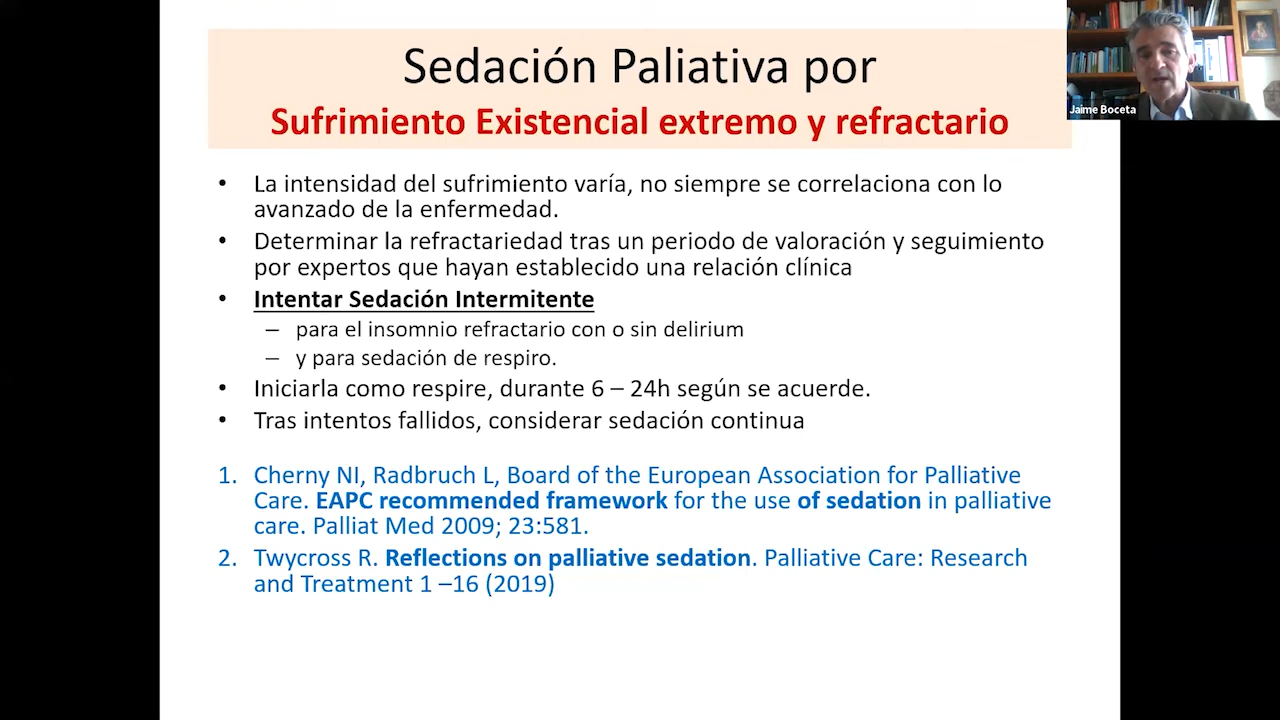 Sedación Paliativa por
Sufrimiento Existencial extremo y refractario
Jaime Boceta
• La intensidad del sufrimiento varía, no siempre se correlaciona con lo
avanzado de la enfermedad.
• Determinar la refractariedad tras un periodo de valoración y seguimiento
por expertos que hayan establecido una relación clínica
• Intentar Sedación Intermitente
– para el insomnio refractario con o sin delirium
– y para sedación de respiro.
• Iniciarla como respire, durante 6 – 24h según se acuerde.
• Tras intentos fallidos, considerar sedación continua
1. Cherny NI, Radbruch L, Board of the European Association for Palliative
Care. EAPC recommended framework for the use of sedation in palliative
care. Palliat Med 2009; 23:581.
2. Twycross R. Reflections on palliative sedation. Palliative Care: Research
and Treatment 1 –16 (2019)